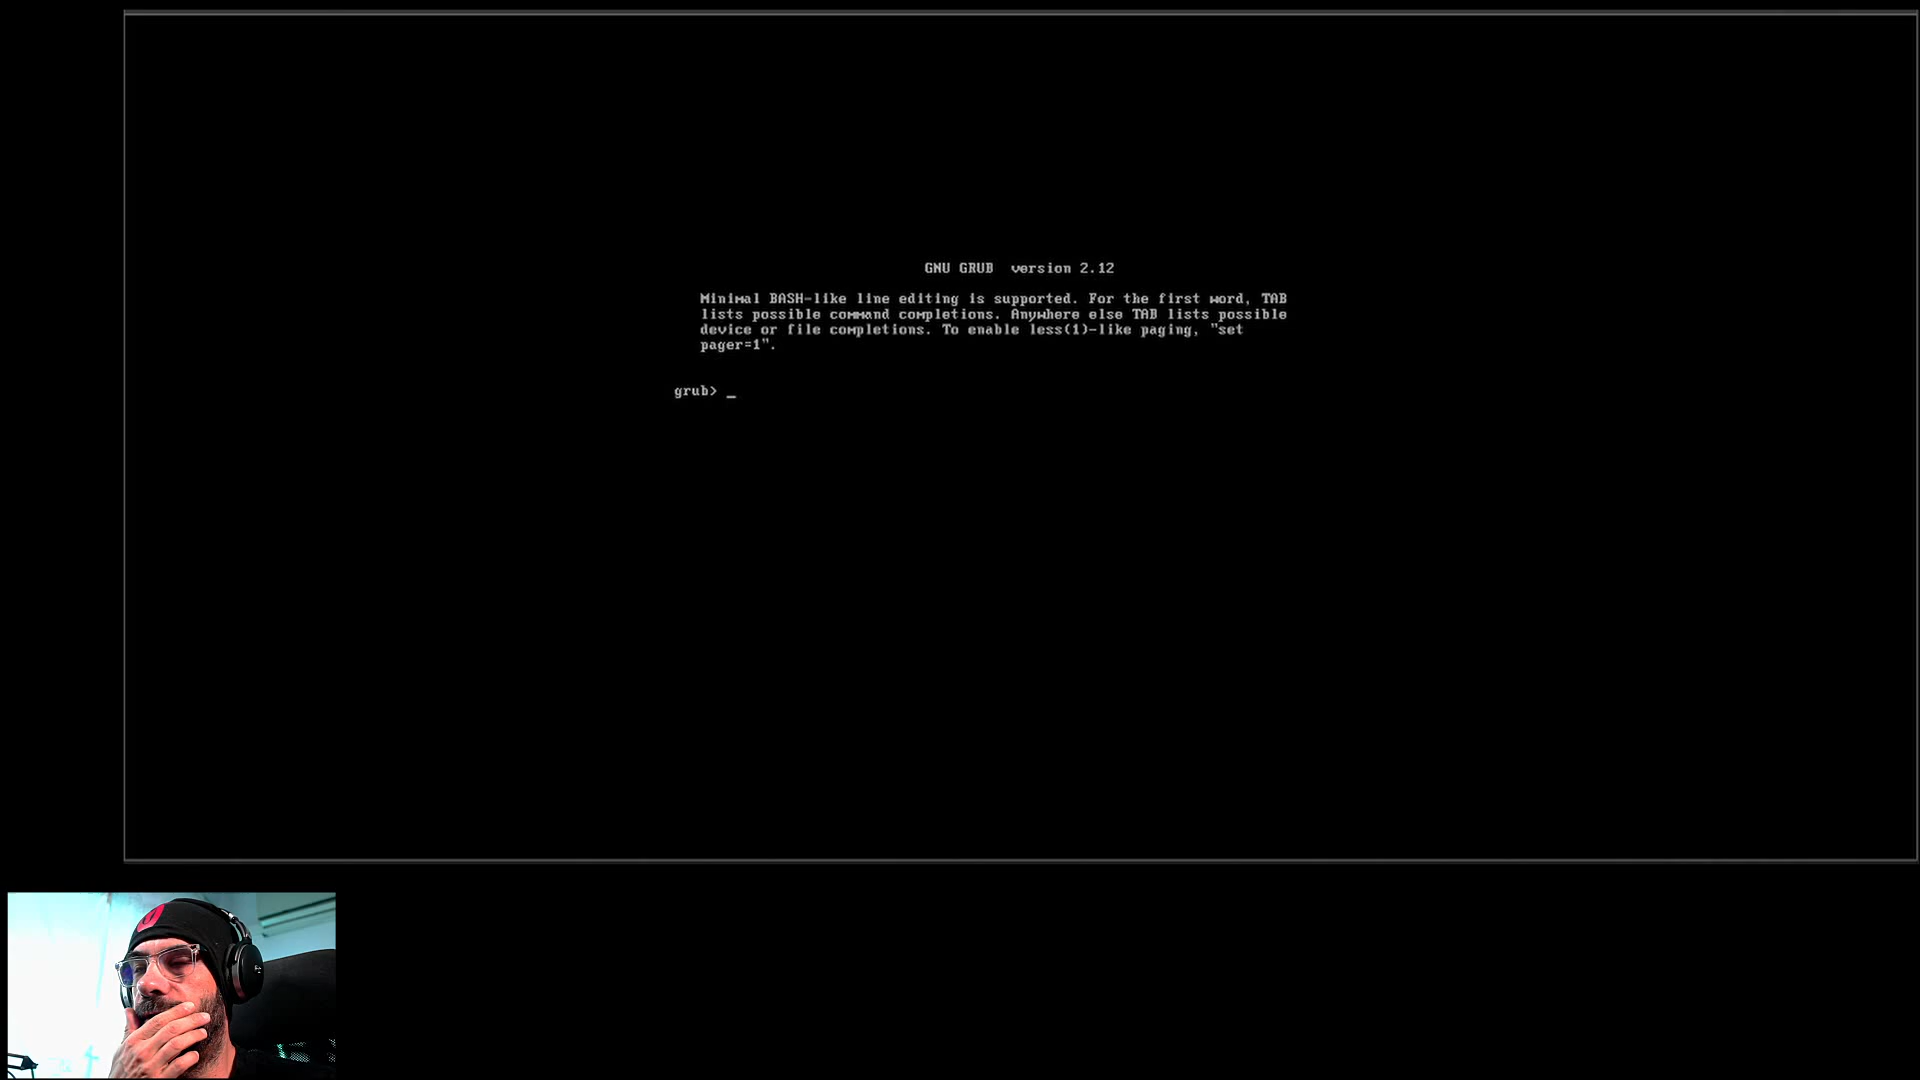 GNU GRUB  version 2.12
Minimal BASH-like line editing is supported. For the first word, TAB
lists possible command completions. Anywhere else TAB lists possible
device or file completions. To enable less(1)-like paging, "set
pager=1".
grub> _